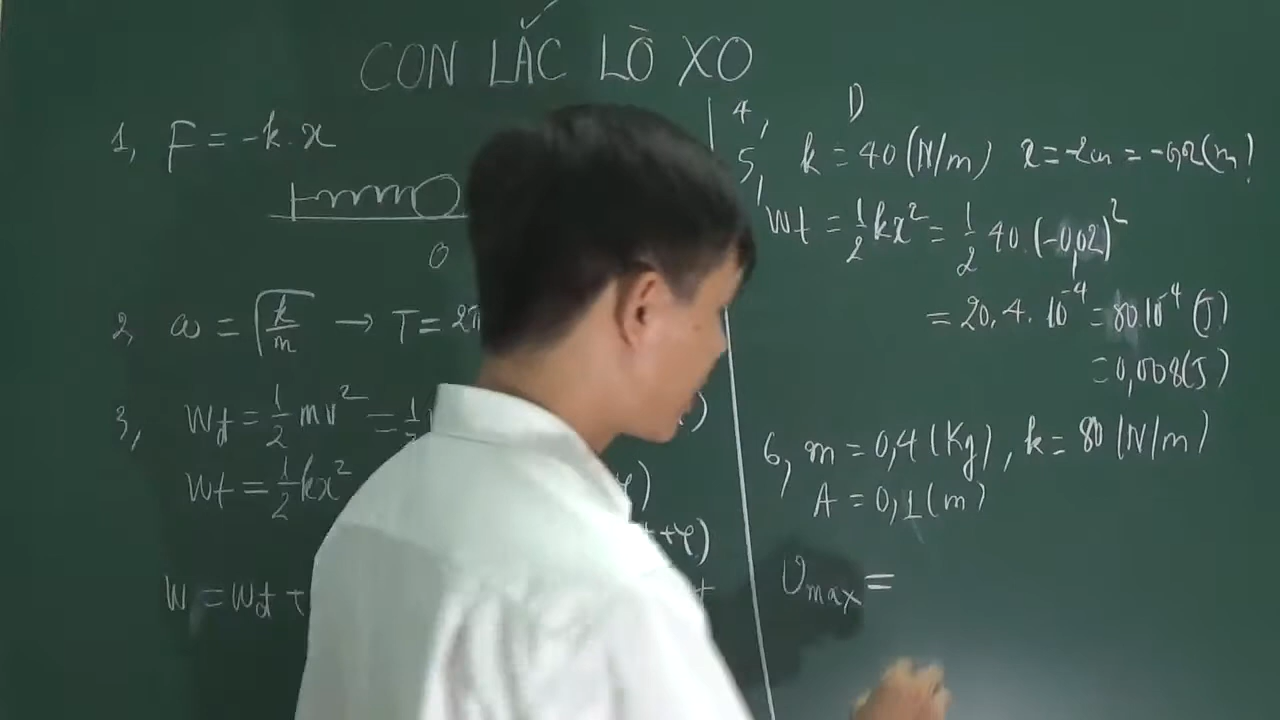 CON LẮC LÒ XO
1, F = -k.x
O
2, ω = √(k/m) → T = 2π
3, Wđ = 1/2 mv² =
Wt = 1/2 kx²
+φ)
W = Wđ +
4, D
5, k = 40 (N/m) x = -2cm = -0,02(m)
Wt = 1/2 kx² = 1/2 40.(-0,02)²
= 20.4.10⁻⁴ = 80.10⁻⁴ (J)
= 0,008(J)
6, m = 0,4 (Kg), k = 80 (N/m)
A = 0,1(m)
vmax =